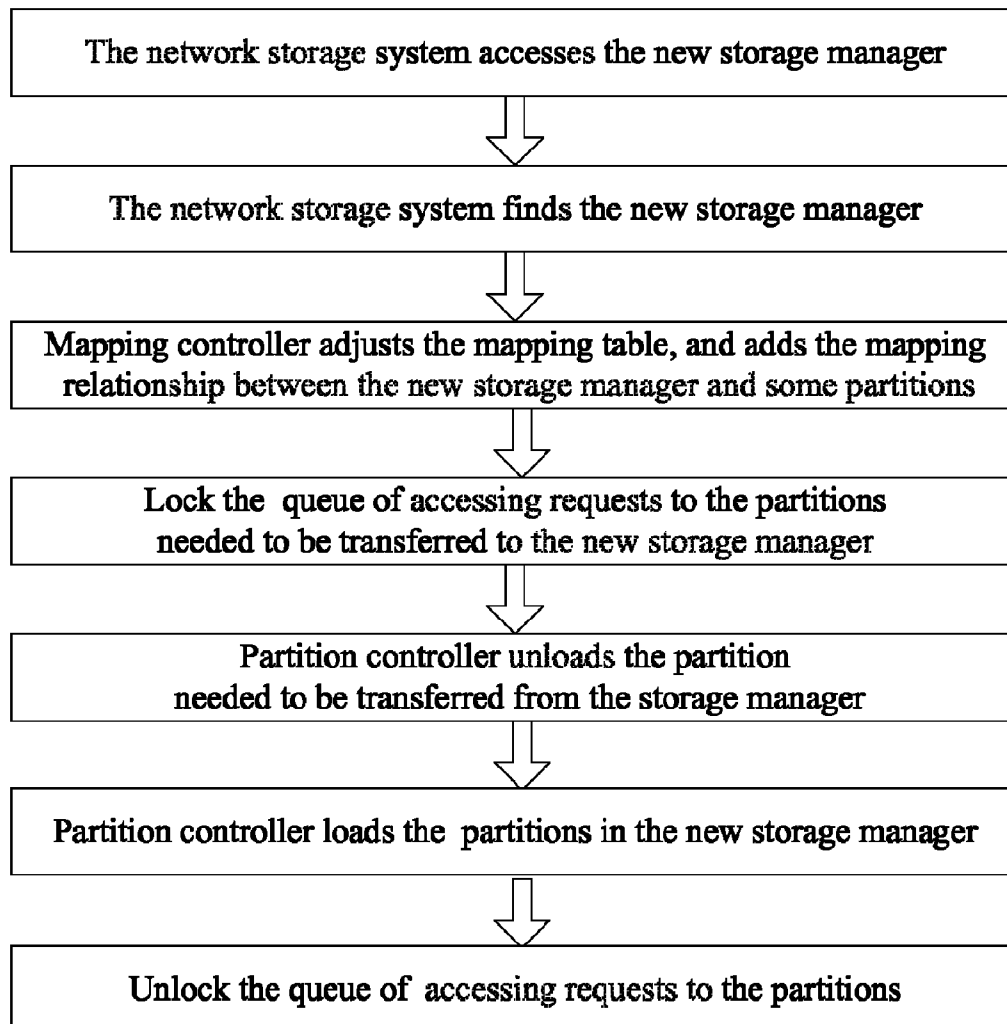 The network storage system accesses the new storage manager
The network storage system finds the new storage manager
Mapping controller adjusts the mapping table, and adds the mapping
relationship between the new storage manager and some partitions
Lock the queue of accessing requests to the partitions
needed to be transferred to the new storage manager
Partition controller unloads the partition
needed to be transferred from the storage manager
Partition controller loads the partitions in the new storage manager
Unlock the queue of accessing requests to the partitions